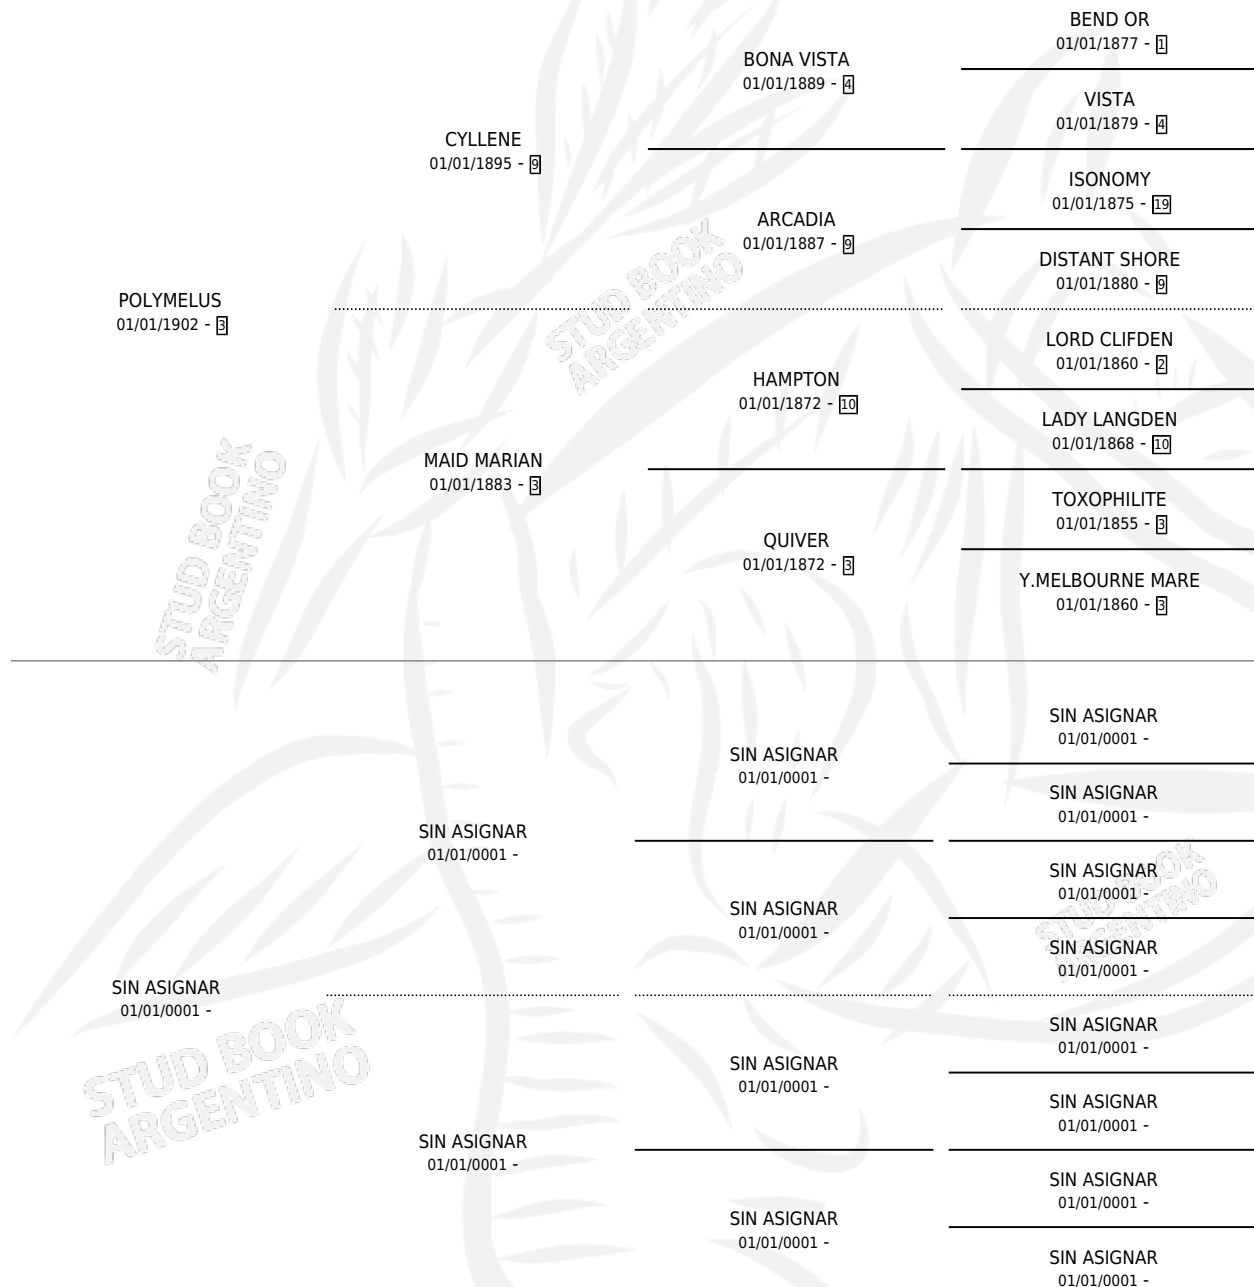 BEND OR
01/01/1877 - 1
BONA VISTA
01/01/1889 - 4
VISTA
01/01/1879 - 4
CYLLENE
01/01/1895 - 9
ISONOMY
01/01/1875 - 19
ARCADIA
01/01/1887 - 9
DISTANT SHORE
01/01/1880 - 9
POLYMELUS
01/01/1902 - 3
STUD BOOK
ARGENTINO
LORD CLIFDEN
01/01/1860 - 2
HAMPTON
01/01/1872 - 10
LADY LANGDEN
01/01/1868 - 10
MAID MARIAN
01/01/1883 - 3
TOXOPHILITE
01/01/1855 - 3
QUIVER
01/01/1872 - 3
Y.MELBOURNE MARE
01/01/1860 - 3
STUD BOOK
ARGENTINO
SIN ASIGNAR
01/01/0001 -
SIN ASIGNAR
01/01/0001 -
SIN ASIGNAR
01/01/0001 -
SIN ASIGNAR
01/01/0001 -
SIN ASIGNAR
01/01/0001 -
SIN ASIGNAR
01/01/0001 -
SIN ASIGNAR
01/01/0001 -
STUD BOOK
ARGENTINO
SIN ASIGNAR
01/01/0001 -
STUD BOOK
ARGENTINO
SIN ASIGNAR
01/01/0001 -
SIN ASIGNAR
01/01/0001 -
SIN ASIGNAR
01/01/0001 -
SIN ASIGNAR
01/01/0001 -
SIN ASIGNAR
01/01/0001 -
SIN ASIGNAR
01/01/0001 -
SIN ASIGNAR
01/01/0001 -